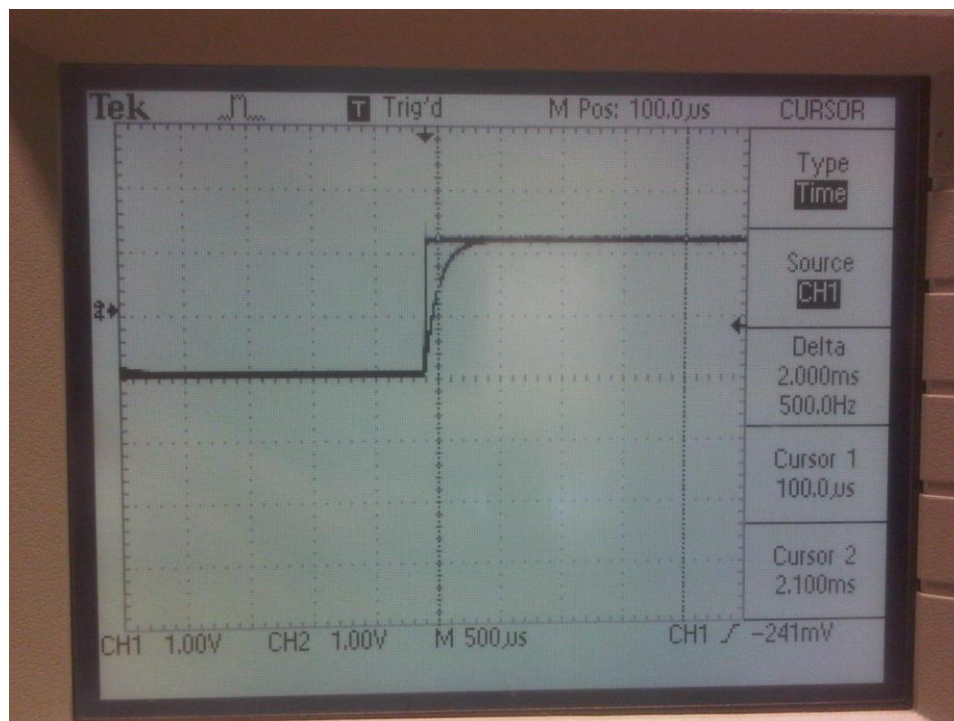 Tek T Trig'd M Pos: 100.0µs CURSOR
Type
Time
Source
CH1
Delta
2.000ms
500.0Hz
Cursor 1
100.0µs
Cursor 2
2.100ms
CH1 1.00V CH2 1.00V M 500µs CH1 -241mV